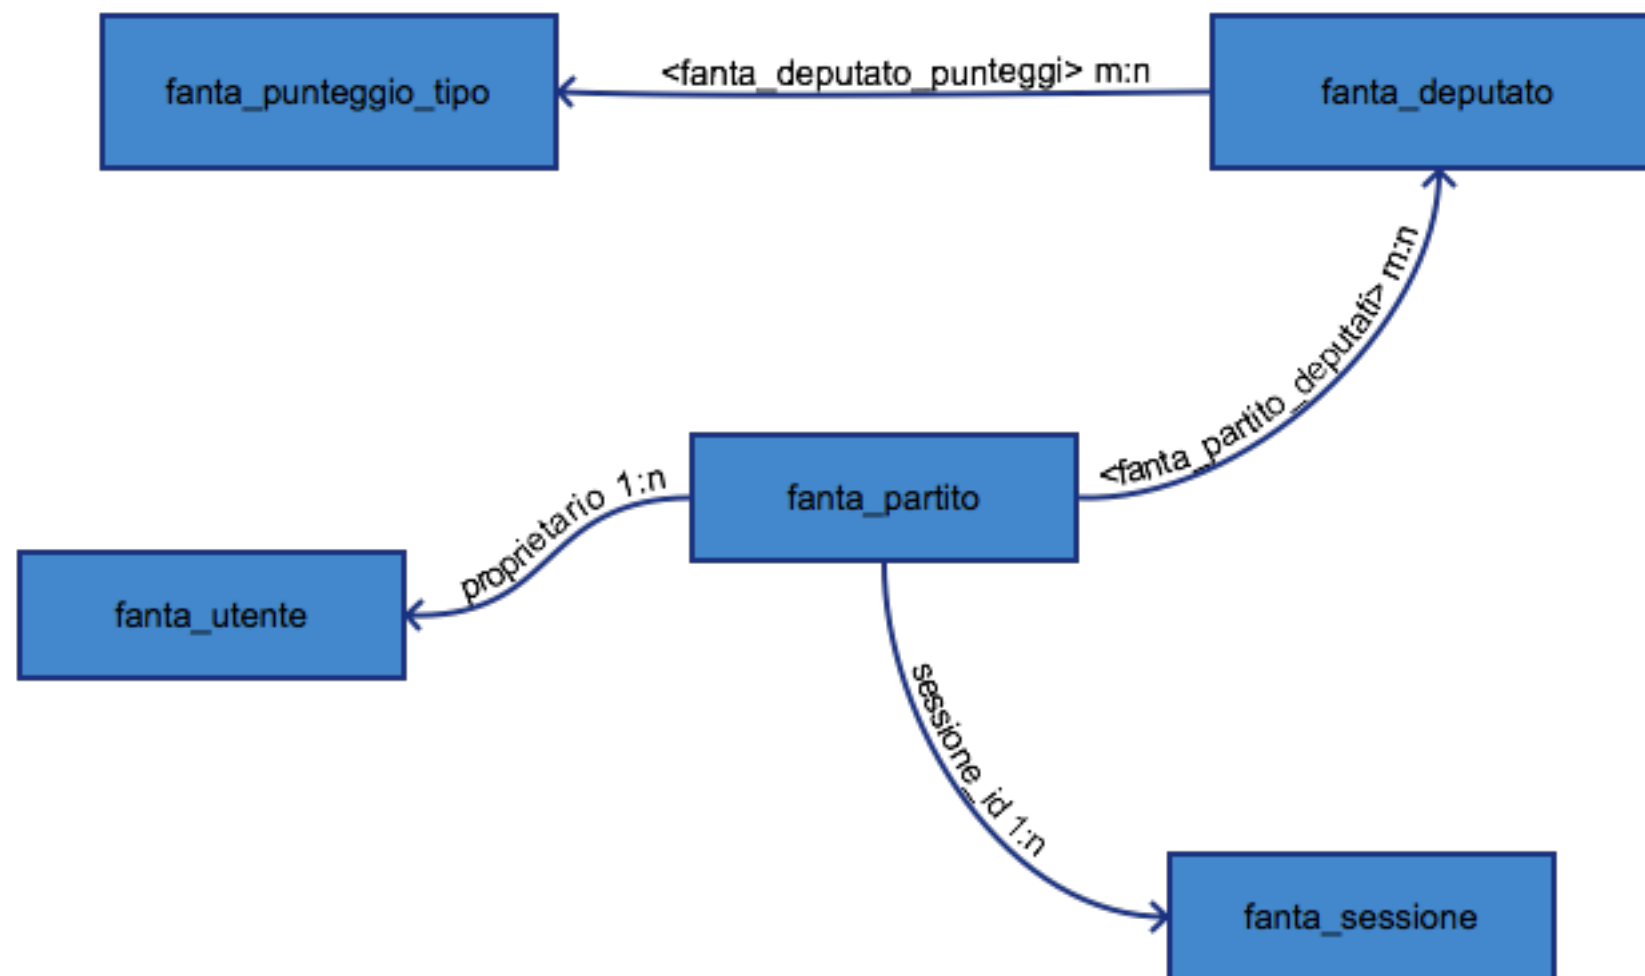 fanta_punteggio_tipo
<fanta_deputato_punteggi> m:n
fanta_deputato
<fanta_partito_deputati> m:n
fanta_partito
proprietario 1:n
fanta_utente
sessione_id 1:n
fanta_sessione